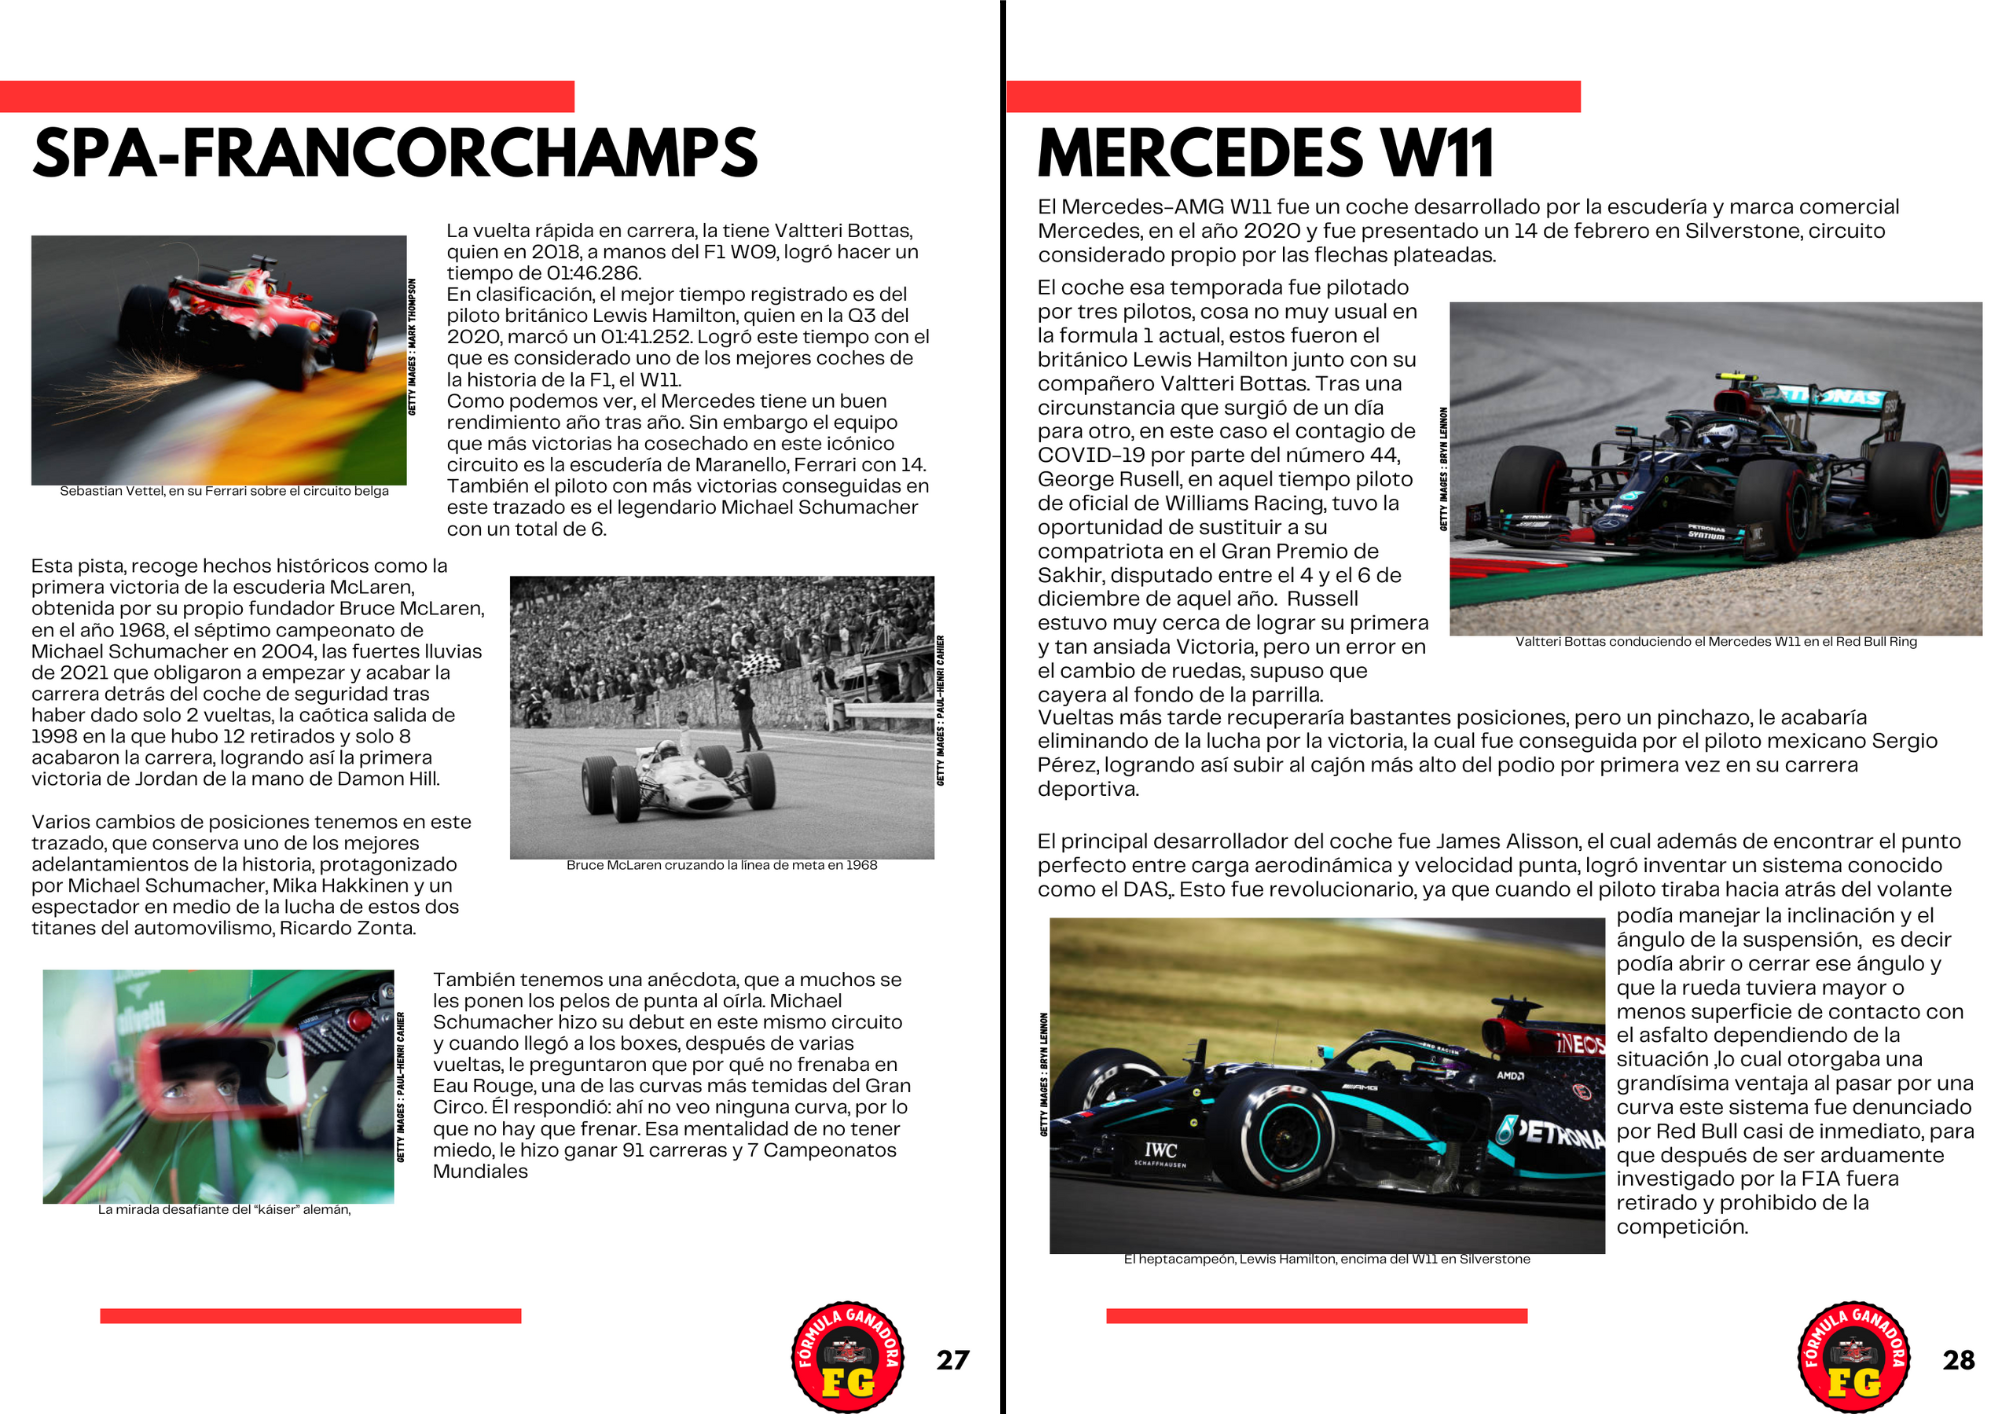 SPA-FRANCORCHAMPS
GETTY IMAGES : MARK THOMPSON
Sebastian Vettel, en su Ferrari sobre el circuito belga
La vuelta rápida en carrera, la tiene Valtteri Bottas,
quien en 2018, a manos del F1 W09, logró hacer un
tiempo de 01:46.286.
En clasificación, el mejor tiempo registrado es del
piloto británico Lewis Hamilton, quien en la Q3 del
2020, marcó un 01:41.252. Logró este tiempo con el
que es considerado uno de los mejores coches de
la historia de la F1, el W11.
Como podemos ver, el Mercedes tiene un buen
rendimiento año tras año. Sin embargo el equipo
que más victorias ha cosechado en este icónico
circuito es la escudería de Maranello, Ferrari con 14.
También el piloto con más victorias conseguidas en
este trazado es el legendario Michael Schumacher
con un total de 6.
Esta pista, recoge hechos históricos como la
primera victoria de la escuderia McLaren,
obtenida por su propio fundador Bruce McLaren,
en el año 1968, el séptimo campeonato de
Michael Schumacher en 2004, las fuertes lluvias
de 2021 que obligaron a empezar y acabar la
carrera detrás del coche de seguridad tras
haber dado solo 2 vueltas, la caótica salida de
1998 en la que hubo 12 retirados y solo 8
acabaron la carrera, logrando así la primera
victoria de Jordan de la mano de Damon Hill.
GETTY IMAGES : PAUL-HENRI CAHIER
Bruce McLaren cruzando la línea de meta en 1968
Varios cambios de posiciones tenemos en este
trazado, que conserva uno de los mejores
adelantamientos de la historia, protagonizado
por Michael Schumacher, Mika Hakkinen y un
espectador en medio de la lucha de estos dos
titanes del automovilismo, Ricardo Zonta.
GETTY IMAGES : PAUL-HENRI CAHIER
La mirada desafiante del “káiser” alemán,
También tenemos una anécdota, que a muchos se
les ponen los pelos de punta al oírla. Michael
Schumacher hizo su debut en este mismo circuito
y cuando llegó a los boxes, después de varias
vueltas, le preguntaron que por qué no frenaba en
Eau Rouge, una de las curvas más temidas del Gran
Circo. Él respondió: ahí no veo ninguna curva, por lo
que no hay que frenar. Esa mentalidad de no tener
miedo, le hizo ganar 91 carreras y 7 Campeonatos
Mundiales
FÓRMULA GANADORA
FG
27
MERCEDES W11
El Mercedes-AMG W11 fue un coche desarrollado por la escudería y marca comercial
Mercedes, en el año 2020 y fue presentado un 14 de febrero en Silverstone, circuito
considerado propio por las flechas plateadas.
El coche esa temporada fue pilotado
por tres pilotos, cosa no muy usual en
la formula 1 actual, estos fueron el
británico Lewis Hamilton junto con su
compañero Valtteri Bottas. Tras una
circunstancia que surgió de un día
para otro, en este caso el contagio de
COVID-19 por parte del número 44,
George Rusell, en aquel tiempo piloto
de oficial de Williams Racing, tuvo la
oportunidad de sustituir a su
compatriota en el Gran Premio de
Sakhir, disputado entre el 4 y el 6 de
diciembre de aquel año. Russell
estuvo muy cerca de lograr su primera
y tan ansiada Victoria, pero un error en
el cambio de ruedas, supuso que
cayera al fondo de la parrilla.
Vueltas más tarde recuperaría bastantes posiciones, pero un pinchazo, le acabaría
eliminando de la lucha por la victoria, la cual fue conseguida por el piloto mexicano Sergio
Pérez, logrando así subir al cajón más alto del podio por primera vez en su carrera
deportiva.
GETTY IMAGES : BRYN LENNON
PETRONAS
77
PETRONAS
SYNTIUM
Valtteri Bottas conduciendo el Mercedes W11 en el Red Bull Ring
El principal desarrollador del coche fue James Alisson, el cual además de encontrar el punto
perfecto entre carga aerodinámica y velocidad punta, logró inventar un sistema conocido
como el DAS,. Esto fue revolucionario, ya que cuando el piloto tiraba hacia atrás del volante
podía manejar la inclinación y el
ángulo de la suspensión, es decir
podía abrir o cerrar ese ángulo y
que la rueda tuviera mayor o
menos superficie de contacto con
el asfalto dependiendo de la
situación ,lo cual otorgaba una
grandísima ventaja al pasar por una
curva este sistema fue denunciado
por Red Bull casi de inmediato, para
que después de ser arduamente
investigado por la FIA fuera
retirado y prohibido de la
competición.
GETTY IMAGES : BRYN LENNON
INEOS
AMD
AMG
PETRONA
IWC
SCHAFFHAUSEN
El heptacampeón, Lewis Hamilton, encima del W11 en Silverstone
FÓRMULA GANADORA
FG
28